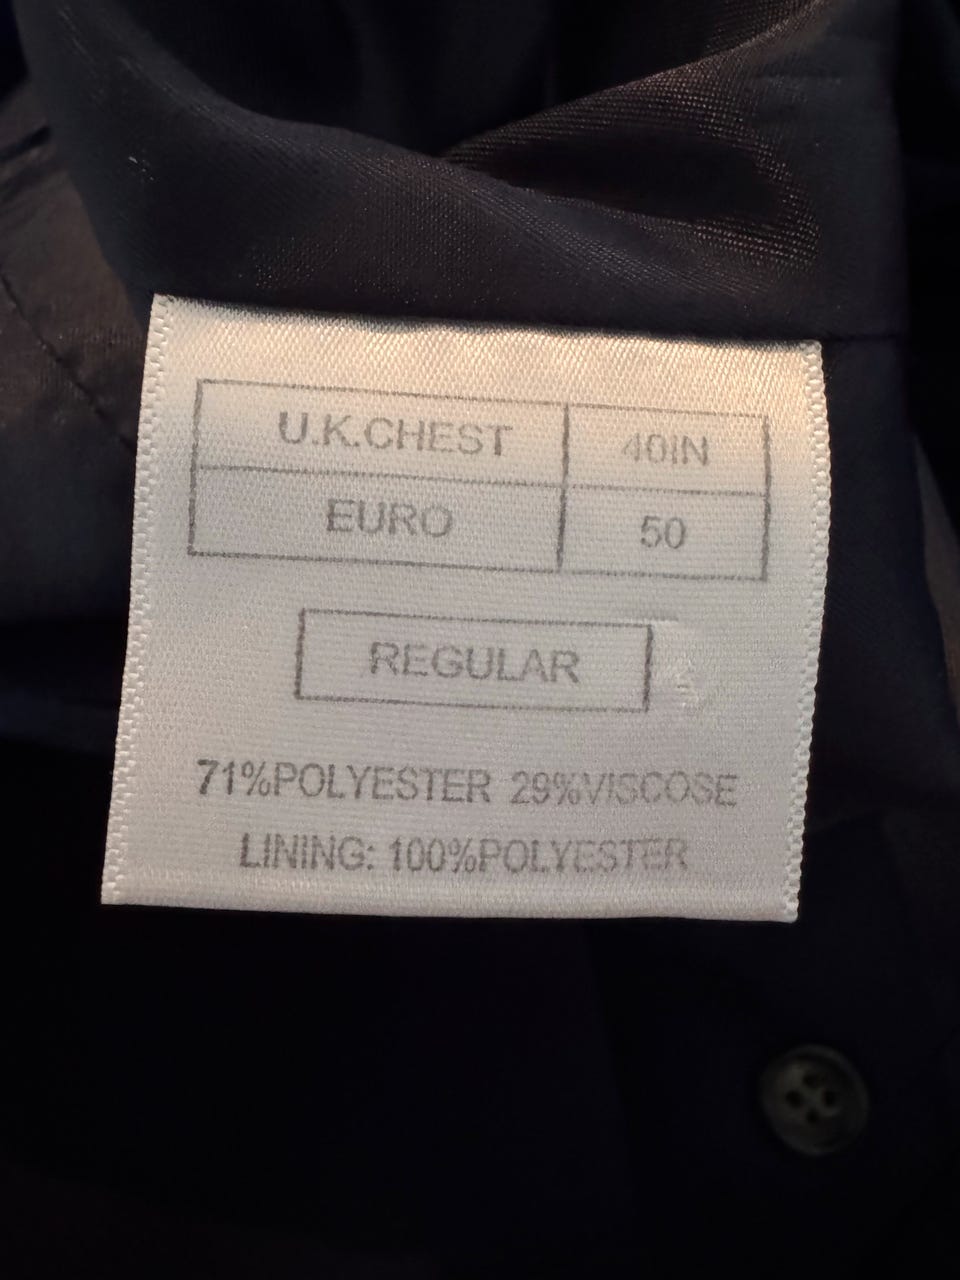 U.K.CHEST 40IN
EURO 50
REGULAR
71%POLYESTER 29%VISCOSE
LINING: 100%POLYESTER